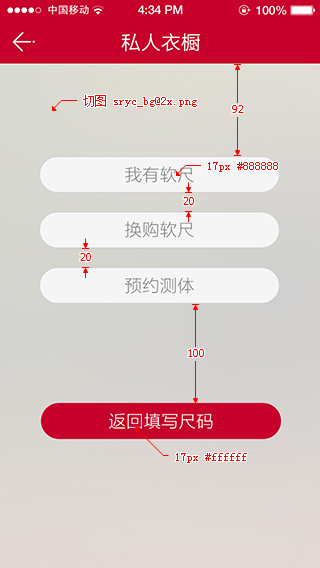 中国移动 4:34 PM 100%
私人衣橱
切图 sryc_bg@2x.png
92
我有软尺
17px #888888
20
换购软尺
20
预约测体
100
返回填写尺码
17px #ffffff